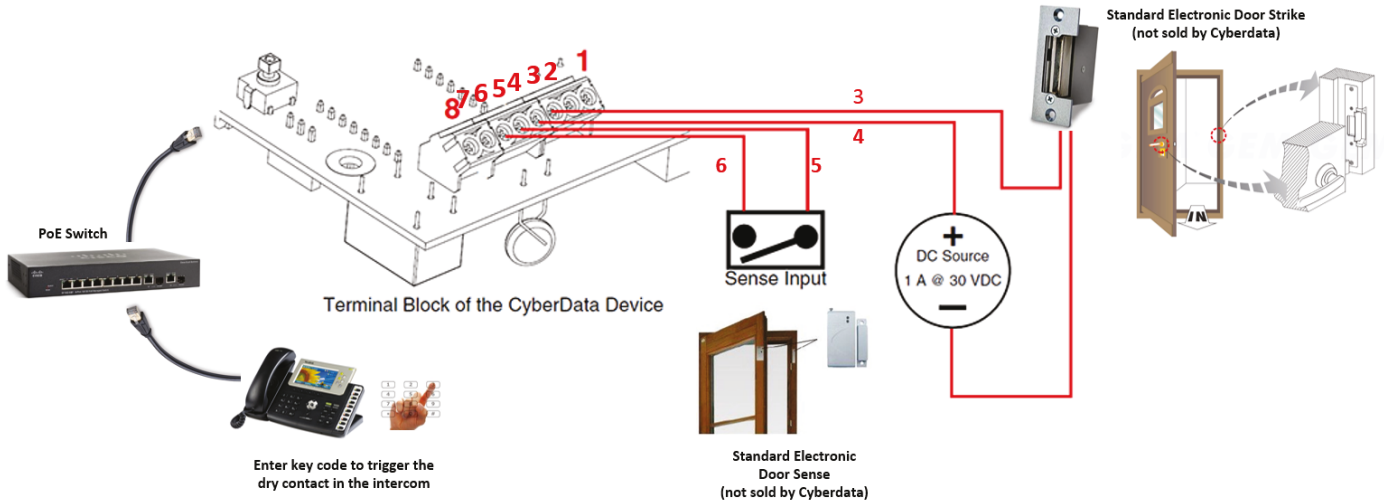 Standard Electronic Door Strike
(not sold by Cyberdata)
1
2
3
4
5
6
7
8
3
4
6
5
PoE Switch
Sense Input
+
DC Source
1 A @ 30 VDC
—
IN
Terminal Block of the CyberData Device
Enter key code to trigger the
dry contact in the intercom
Standard Electronic
Door Sense
(not sold by Cyberdata)